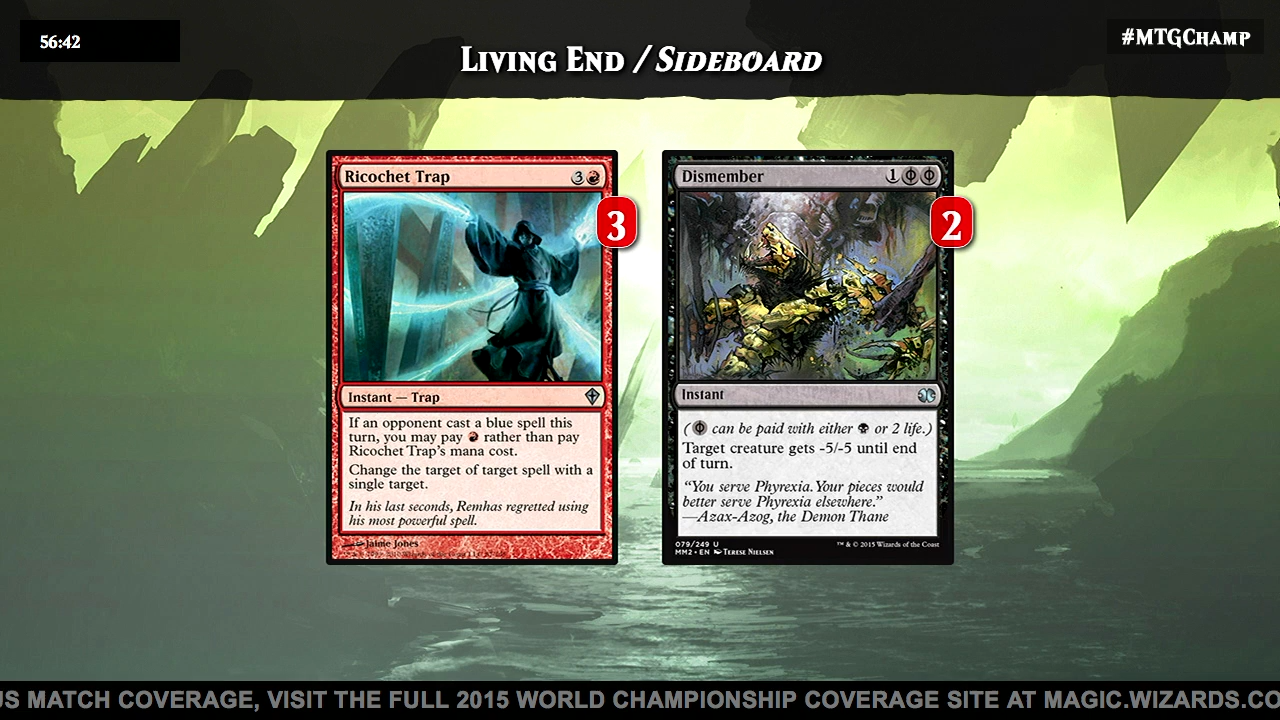 56:42
LIVING END / SIDEBOARD
#MTGCHAMP
Ricochet Trap 3
3
Instant — Trap
If an opponent cast a blue spell this
turn, you may pay rather than pay
Ricochet Trap's mana cost.
Change the target of target spell with a
single target.
In his last seconds, Remhas regretted using
his most powerful spell.
Jaime Jones
Dismember 1
2
Instant
( can be paid with either or 2 life.)
Target creature gets -5/-5 until end
of turn.
"You serve Phyrexia. Your pieces would
better serve Phyrexia elsewhere."
—Azax-Azog, the Demon Thane
079/249 U
MM2 • EN TERESE NIELSEN
™ & © 2015 Wizards of the Coast
US MATCH COVERAGE, VISIT THE FULL 2015 WORLD CHAMPIONSHIP COVERAGE SITE AT MAGIC.WIZARDS.CO